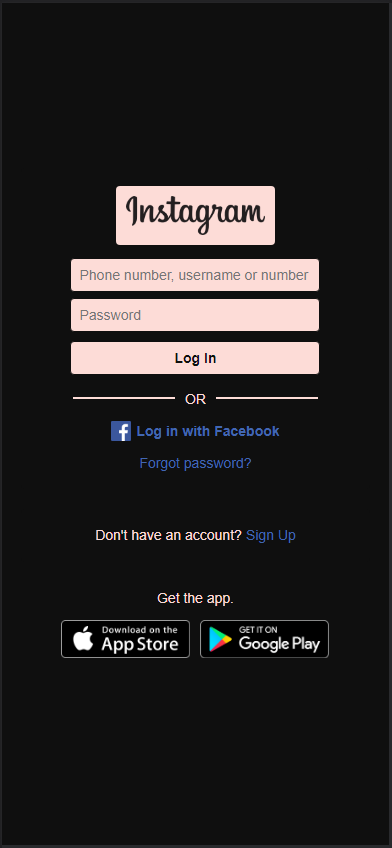 Instagram
Phone number, username or number
Password
Log In
OR
Log in with Facebook
Forgot password?
Don't have an account? Sign Up
Get the app.
Download on the
App Store
GET IT ON
Google Play